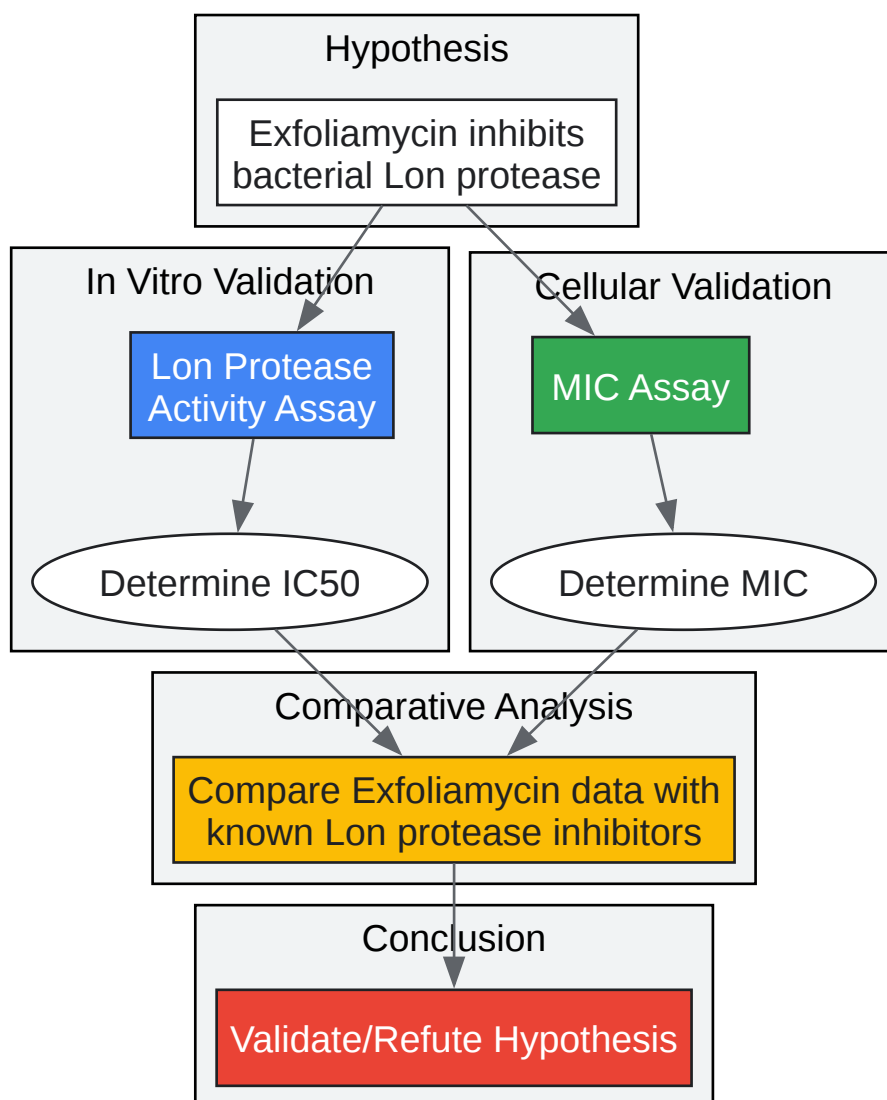 Hypothesis
Exfoliamycin inhibits
bacterial Lon protease
In Vitro Validation
Lon Protease
Activity Assay
Determine IC50
Cellular Validation
MIC Assay
Determine MIC
Comparative Analysis
Compare Exfoliamycin data with
known Lon protease inhibitors
Conclusion
Validate/Refute Hypothesis